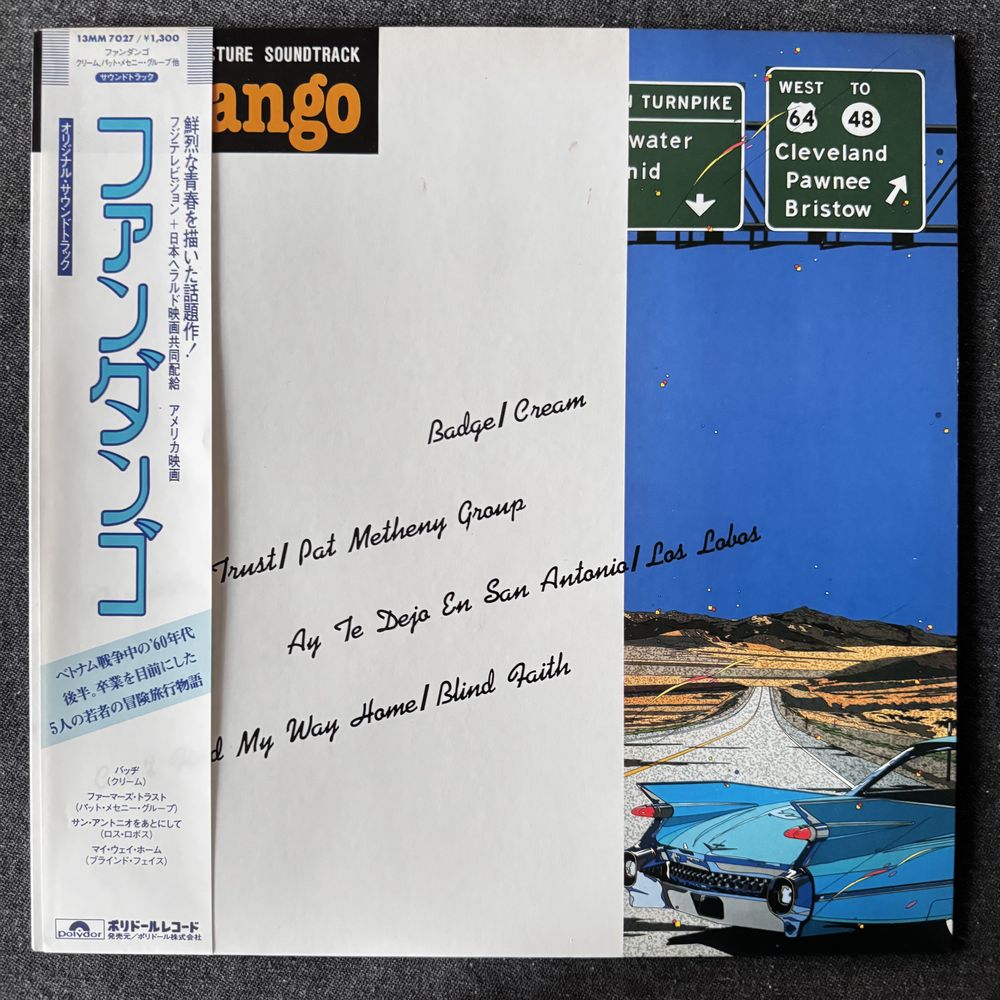 13MM 7027/¥1,300
ファンダンゴ
クリーム、パット・メセニー・グループ他
サウンドトラック
オリジナル・サウンドトラック
ファンダンゴ
鮮烈な青春を描いた話題作!
フジテレビジョン+日本ヘラルド映画共同配給 アメリカ映画
ベトナム戦争中の'60年代
後半。卒業を目前にした
5人の若者の冒険旅行物語
バッヂ
(クリーム)
ファーマーズ・トラスト
(パット・メセニー・グループ)
サン・アントニオをあとにして
(ロス・ロボス)
マイ・ウェイ・ホーム
(ブラインド・フェイス)
polydor
ポリドールレコード
発売元/ポリドール株式会社
TURE SOUNDTRACK
ango
Badge/Cream
Trust/Pat Metheny Group
Ay Te Dejo En San Antonio/Los Lobos
d My Way Home/Blind Faith
TURNPIKE
water
nid
WEST TO
64 48
Cleveland
Pawnee
Bristow